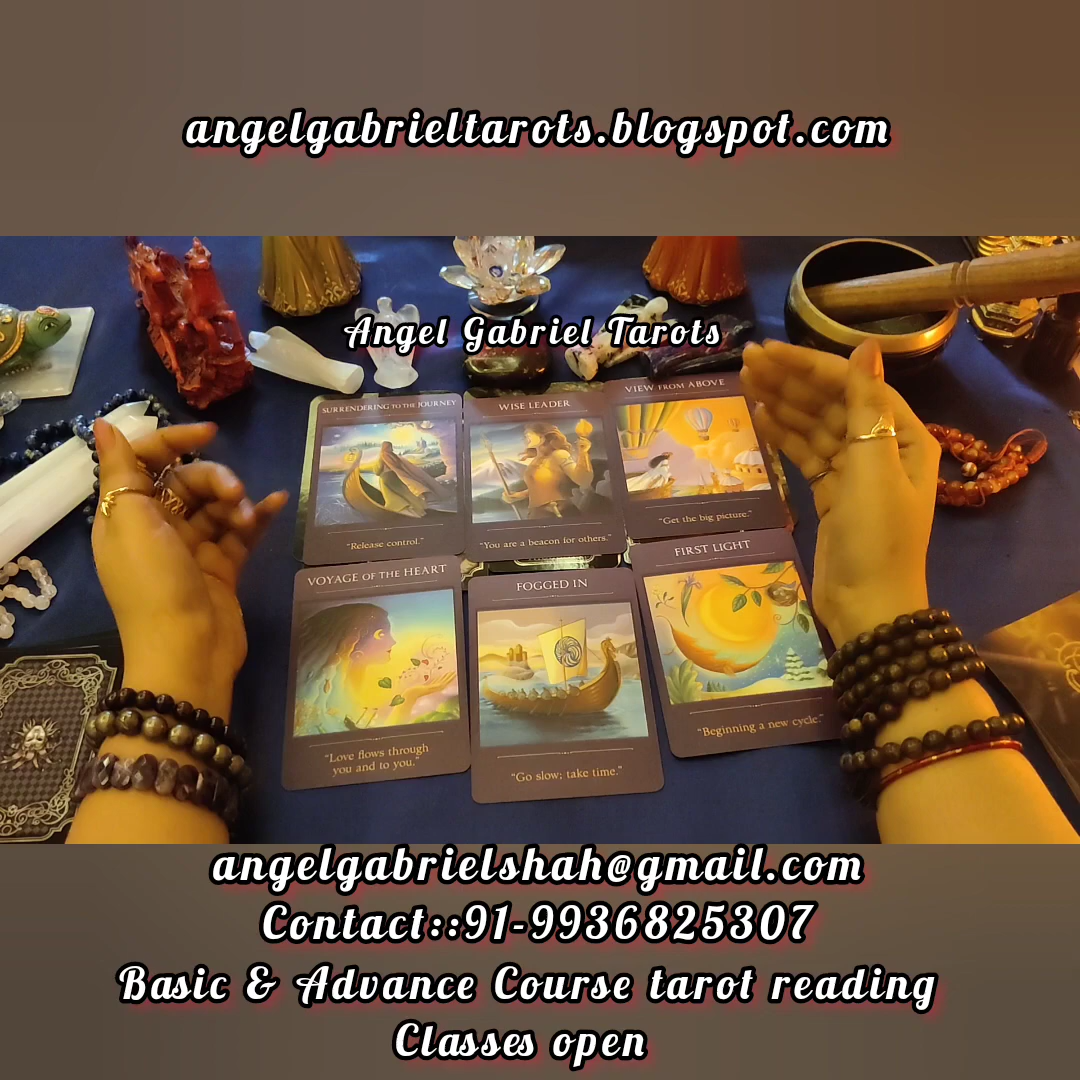 angelgabrieltarots.blogspot.com
Angel Gabriel Tarots
SURRENDERING TO THE JOURNEY
"Release control."
WISE LEADER
"You are a beacon for others."
VIEW FROM ABOVE
"Get the big picture."
VOYAGE OF THE HEART
"Love flows through
you and to you."
FOGGED IN
"Go slow; take time."
FIRST LIGHT
"Beginning a new cycle."
angelgabrielshah@gmail.com
Contact::91-9936825307
Basic & Advance Course tarot reading
Classes open